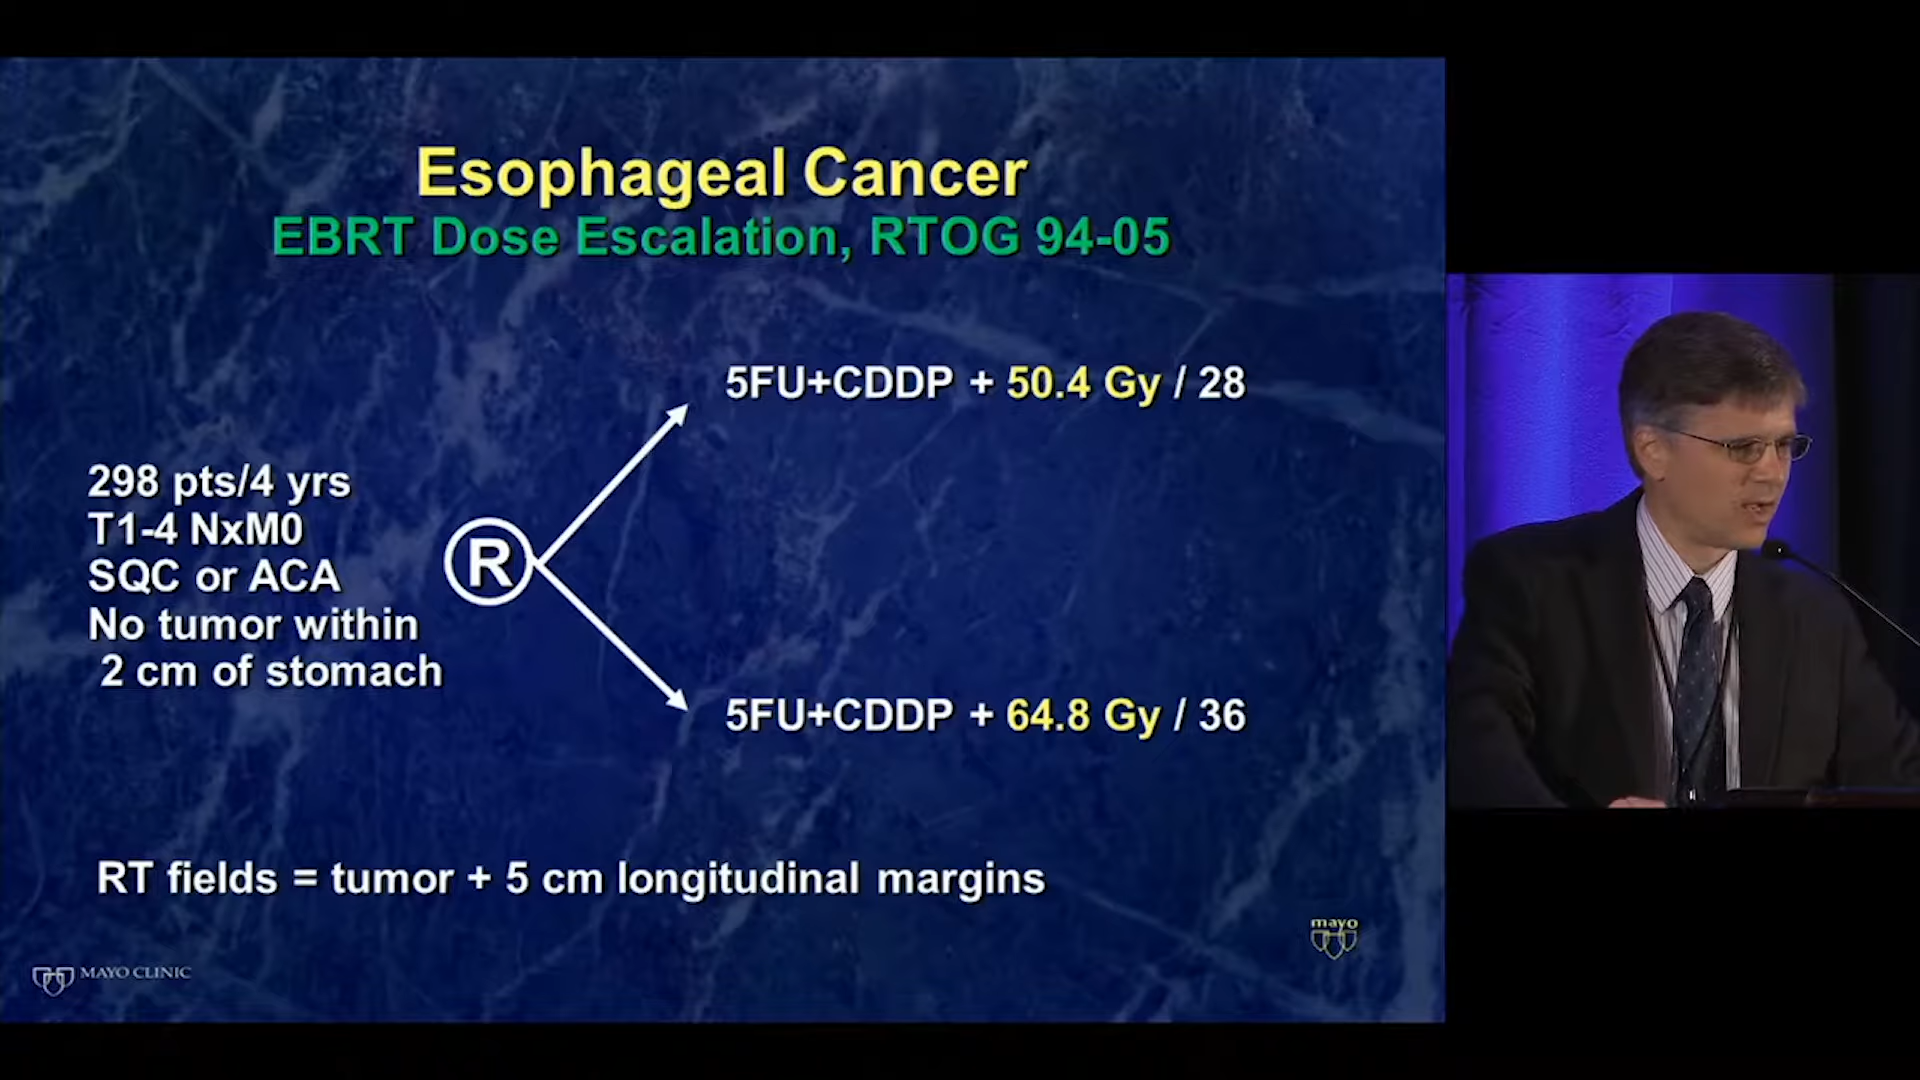 Esophageal Cancer
EBRT Dose Escalation, RTOG 94-05
5FU+CDDP + 50.4 Gy / 28
298 pts/4 yrs
T1-4 NxM0
SQC or ACA
No tumor within
2 cm of stomach
R
5FU+CDDP + 64.8 Gy / 36
RT fields = tumor + 5 cm longitudinal margins
mayo
MAYO CLINIC